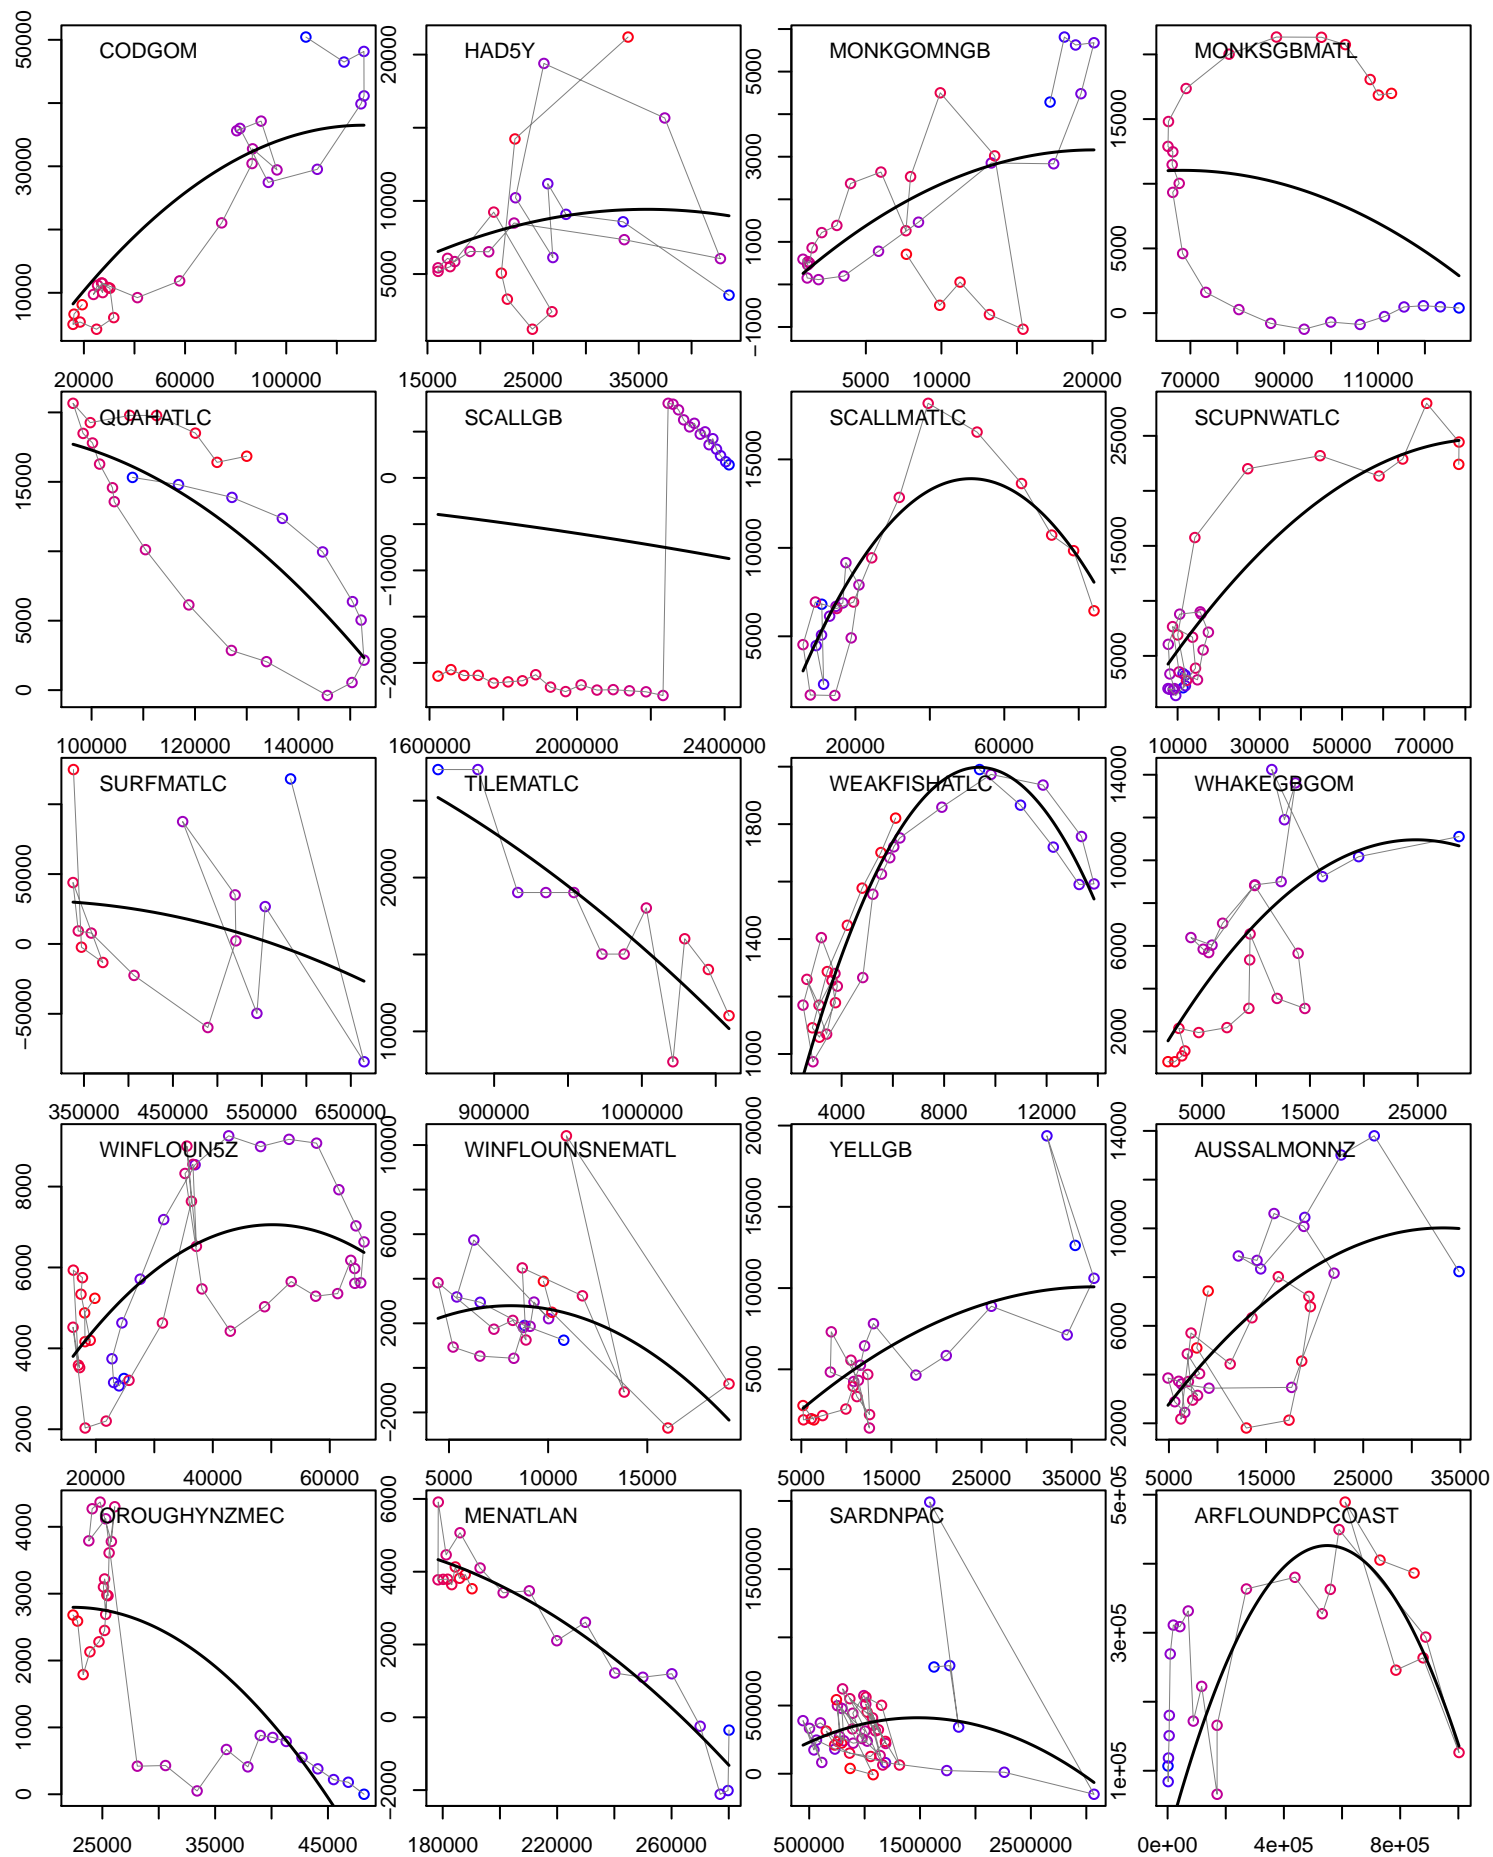 CODGOM HAD5Y MONKGOMNGB MONKSGBMATL
10000 30000 50000
5000 10000 20000
−1000 1000 3000 5000
0 5000 15000
20000 60000 100000
15000 25000 35000
5000 10000 20000
70000 90000 110000
QUAHATLC SCALLGB SCALLMATLC SCUPNWATLC
0 5000 15000
−20000 −10000 0
5000 10000 15000
5000 15000 25000
100000 120000 140000
1600000 2000000 2400000
20000 60000
10000 30000 50000 70000
SURFMATLC TILEMATLC WEAKFISHATLC WHAKEGBGOM
−50000 0 50000
10000 20000
1000 1400 1800
2000 6000 10000 14000
350000 450000 550000 650000
900000 1000000
4000 8000 12000
5000 15000 25000
WINFLOUN5Z WINFLOUNSNEMATL YELLGB AUSSALMONNZ
2000 4000 6000 8000
−2000 2000 6000 10000
5000 10000 15000 20000
2000 6000 10000 14000
20000 40000 60000
5000 10000 15000
5000 15000 25000 35000
5000 15000 25000 35000
OROUGHYNZMEC MENATLAN SARDNPAC ARFLOUNDPCOAST
0 1000 2000 3000 4000
−2000 0 2000 4000 6000
0 500000 1500000
1e+05 3e+05 5e+05
25000 35000 45000
180000 220000 260000
500000 1500000 2500000
0e+00 4e+05 8e+05